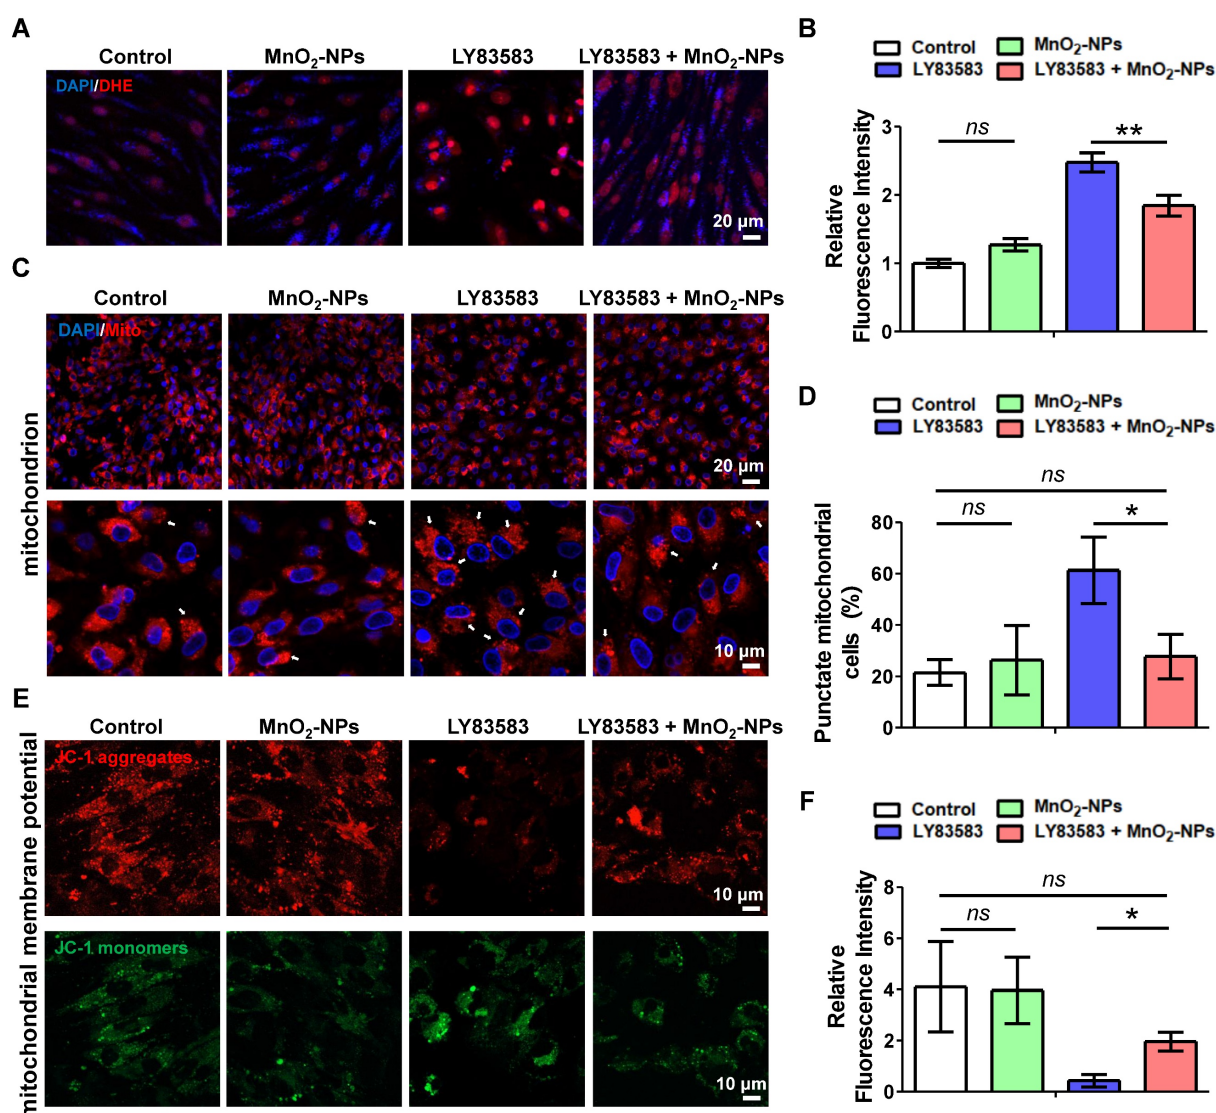 A
Control
MnO₂-NPs
LY83583
LY83583 + MnO₂-NPs
DAPI/DHE
20 µm
B
Control
MnO₂-NPs
LY83583
LY83583 + MnO₂-NPs
Relative
Fluorescence Intensity
3
2
1
0
ns
**
C
Control
MnO₂-NPs
LY83583
LY83583 + MnO₂-NPs
mitochondrion
DAPI/Mito
20 µm
10 µm
D
Control
MnO₂-NPs
LY83583
LY83583 + MnO₂-NPs
Punctate mitochondrial
cells (%)
80
60
40
20
0
ns
ns
*
E
Control
MnO₂-NPs
LY83583
LY83583 + MnO₂-NPs
mitochondrial membrane potential
JC-1 aggregates
10 µm
JC-1 monomers
10 µm
F
Control
MnO₂-NPs
LY83583
LY83583 + MnO₂-NPs
Relative
Fluorescence Intensity
8
6
4
2
0
ns
ns
*